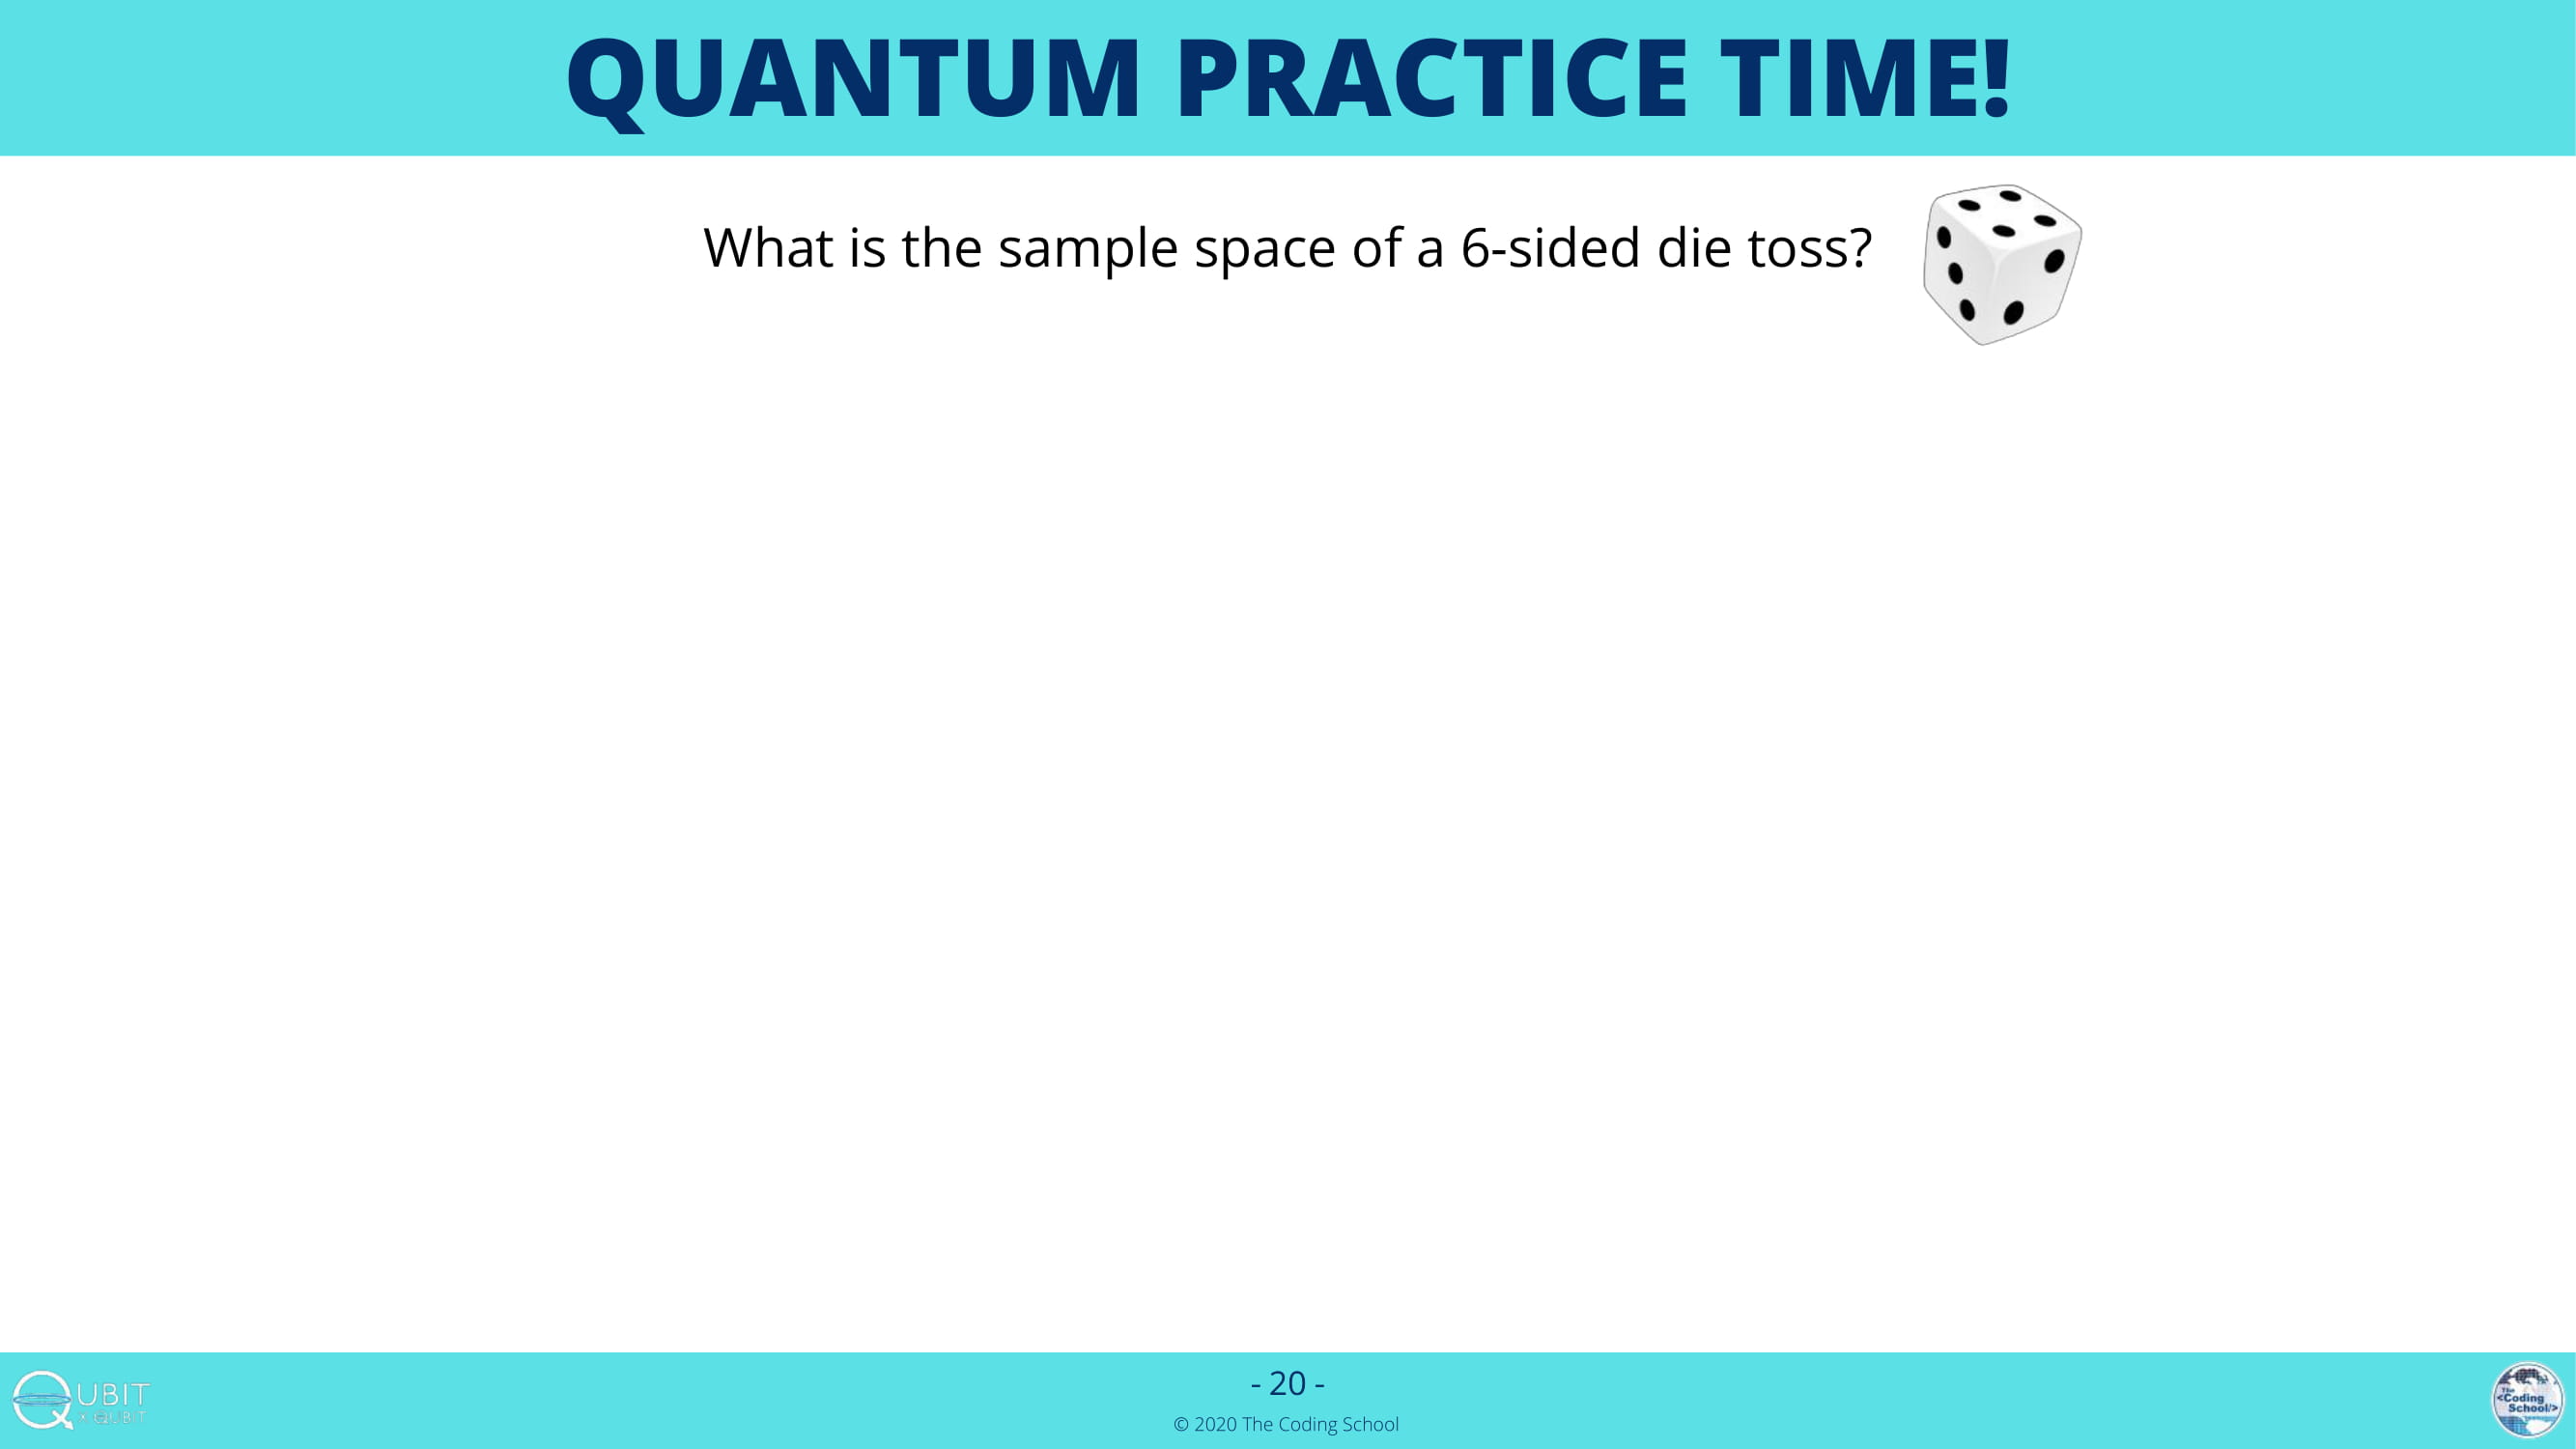 QUANTUM PRACTICE TIME!
What is the sample space of a 6-sided die toss?
QUBIT
X QUBIT
- 20 -
© 2020 The Coding School
The
<Coding
School/>